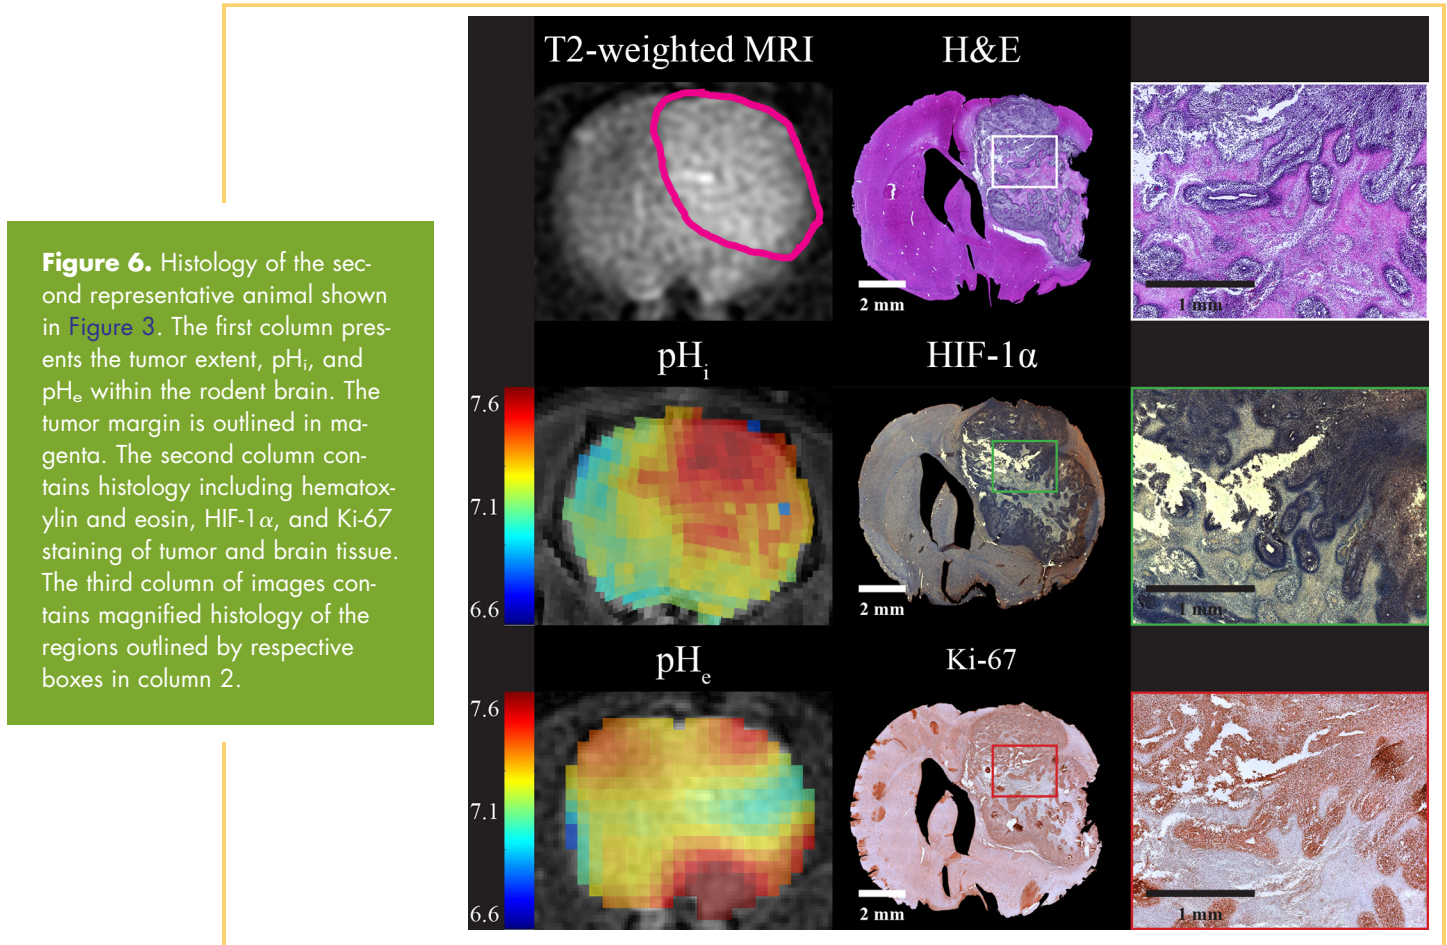 Figure 6. Histology of the sec-
ond representative animal shown
in Figure 3. The first column pres-
ents the tumor extent, pHi, and
pHe within the rodent brain. The
tumor margin is outlined in ma-
genta. The second column con-
tains histology including hematox-
ylin and eosin, HIF-1α, and Ki-67
staining of tumor and brain tissue.
The third column of images con-
tains magnified histology of the
regions outlined by respective
boxes in column 2.
T2-weighted MRI
H&E
2 mm
1 mm
pHi
HIF-1α
7.6
7.1
6.6
2 mm
1 mm
pHe
Ki-67
7.6
7.1
6.6
2 mm
1 mm